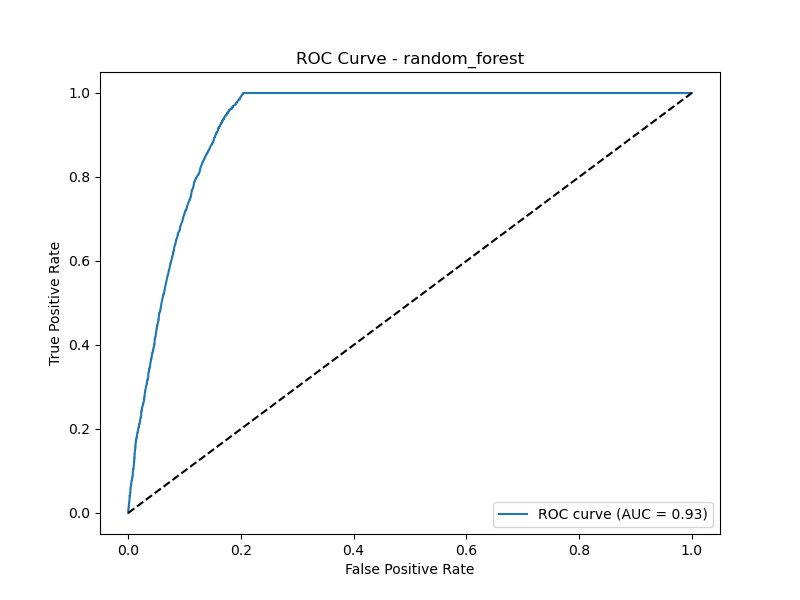 ROC Curve - random_forest
1.0
0.8
0.6
0.4
0.2
0.0
True Positive Rate
ROC curve (AUC = 0.93)
0.0 0.2 0.4 0.6 0.8 1.0
False Positive Rate